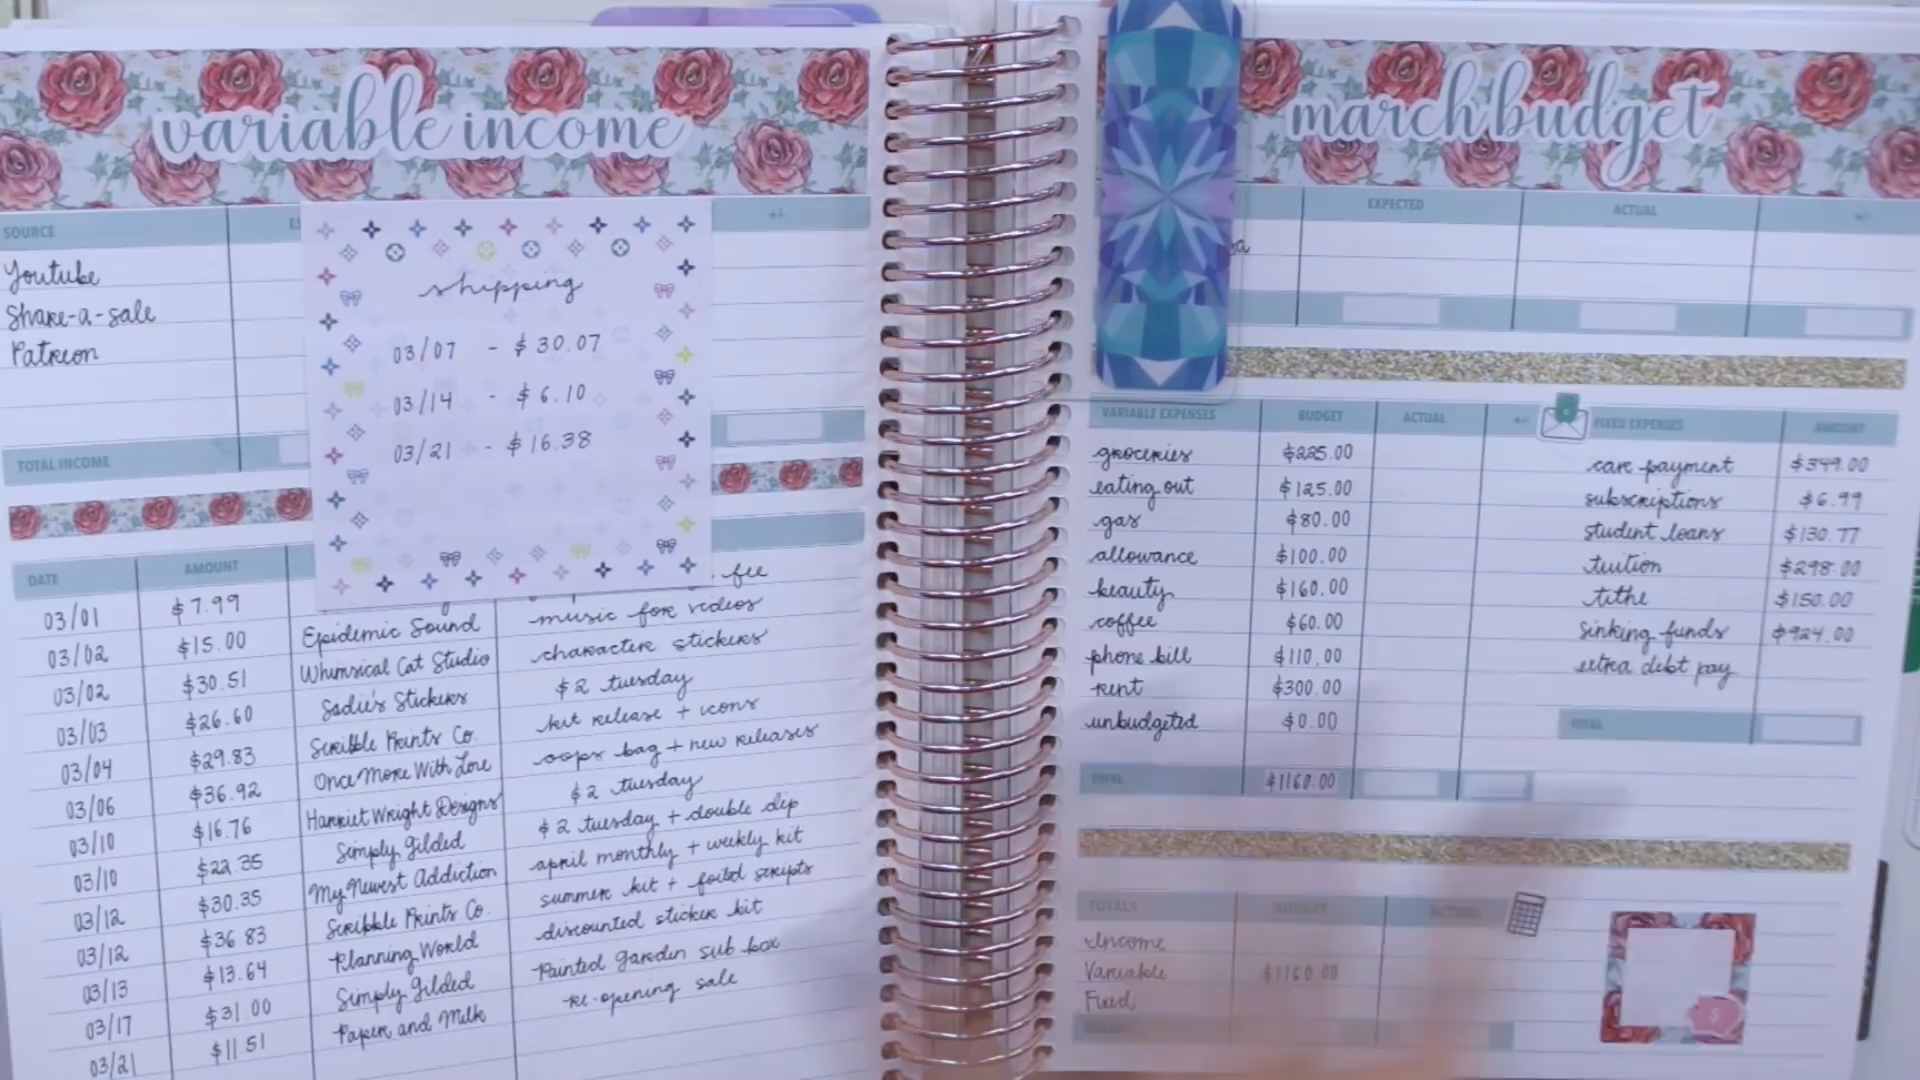 variable income
SOURCE
+/-
Youtube
Share-a-sale
Patreon
TOTAL INCOME
shipping
03/07 - $30.07
03/14 - $6.10
03/21 - $16.38
DATE AMOUNT
fee
03/01 $7.99
Epidemic Sound music for videos
03/02 $15.00
Whimsical Cat Studio character stickers
03/02 $30.51
Sadie's Stickers $2 tuesday
03/03 $26.60
Scribble Prints Co. kit release + icons
03/04 $29.83
Once More With Love oops bag + new releases
03/06 $36.92
Harriet Wright Designs $2 tuesday
03/10 $16.76
Simply Gilded $2 tuesday + double dip
03/10 $22.35
My Newest Addiction april monthly + weekly kit
03/12 $30.35
Scribble Prints Co. summer kit + foiled scripts
03/12 $36.83
Planning World discounted sticker kit
03/13 $13.64
Simply Gilded Painted garden sub box
03/17 $31.00
Paper and Milk re-opening sale
03/21 $11.51
march budget
EXPECTED ACTUAL +/-
VARIABLE EXPENSES BUDGET ACTUAL +/-
groceries $225.00
eating out $125.00
gas $80.00
allowance $100.00
beauty $160.00
coffee $60.00
phone bill $110.00
rent $300.00
unbudgeted $0.00
TOTAL $1160.00
FIXED EXPENSES AMOUNT
car payment $349.00
subscriptions $6.99
student loans $130.77
tuition $298.00
tithe $150.00
sinking funds $924.00
extra debt pay
TOTAL
TOTALS BUDGET ACTUAL
Income
Variable $1160.00
Fixed